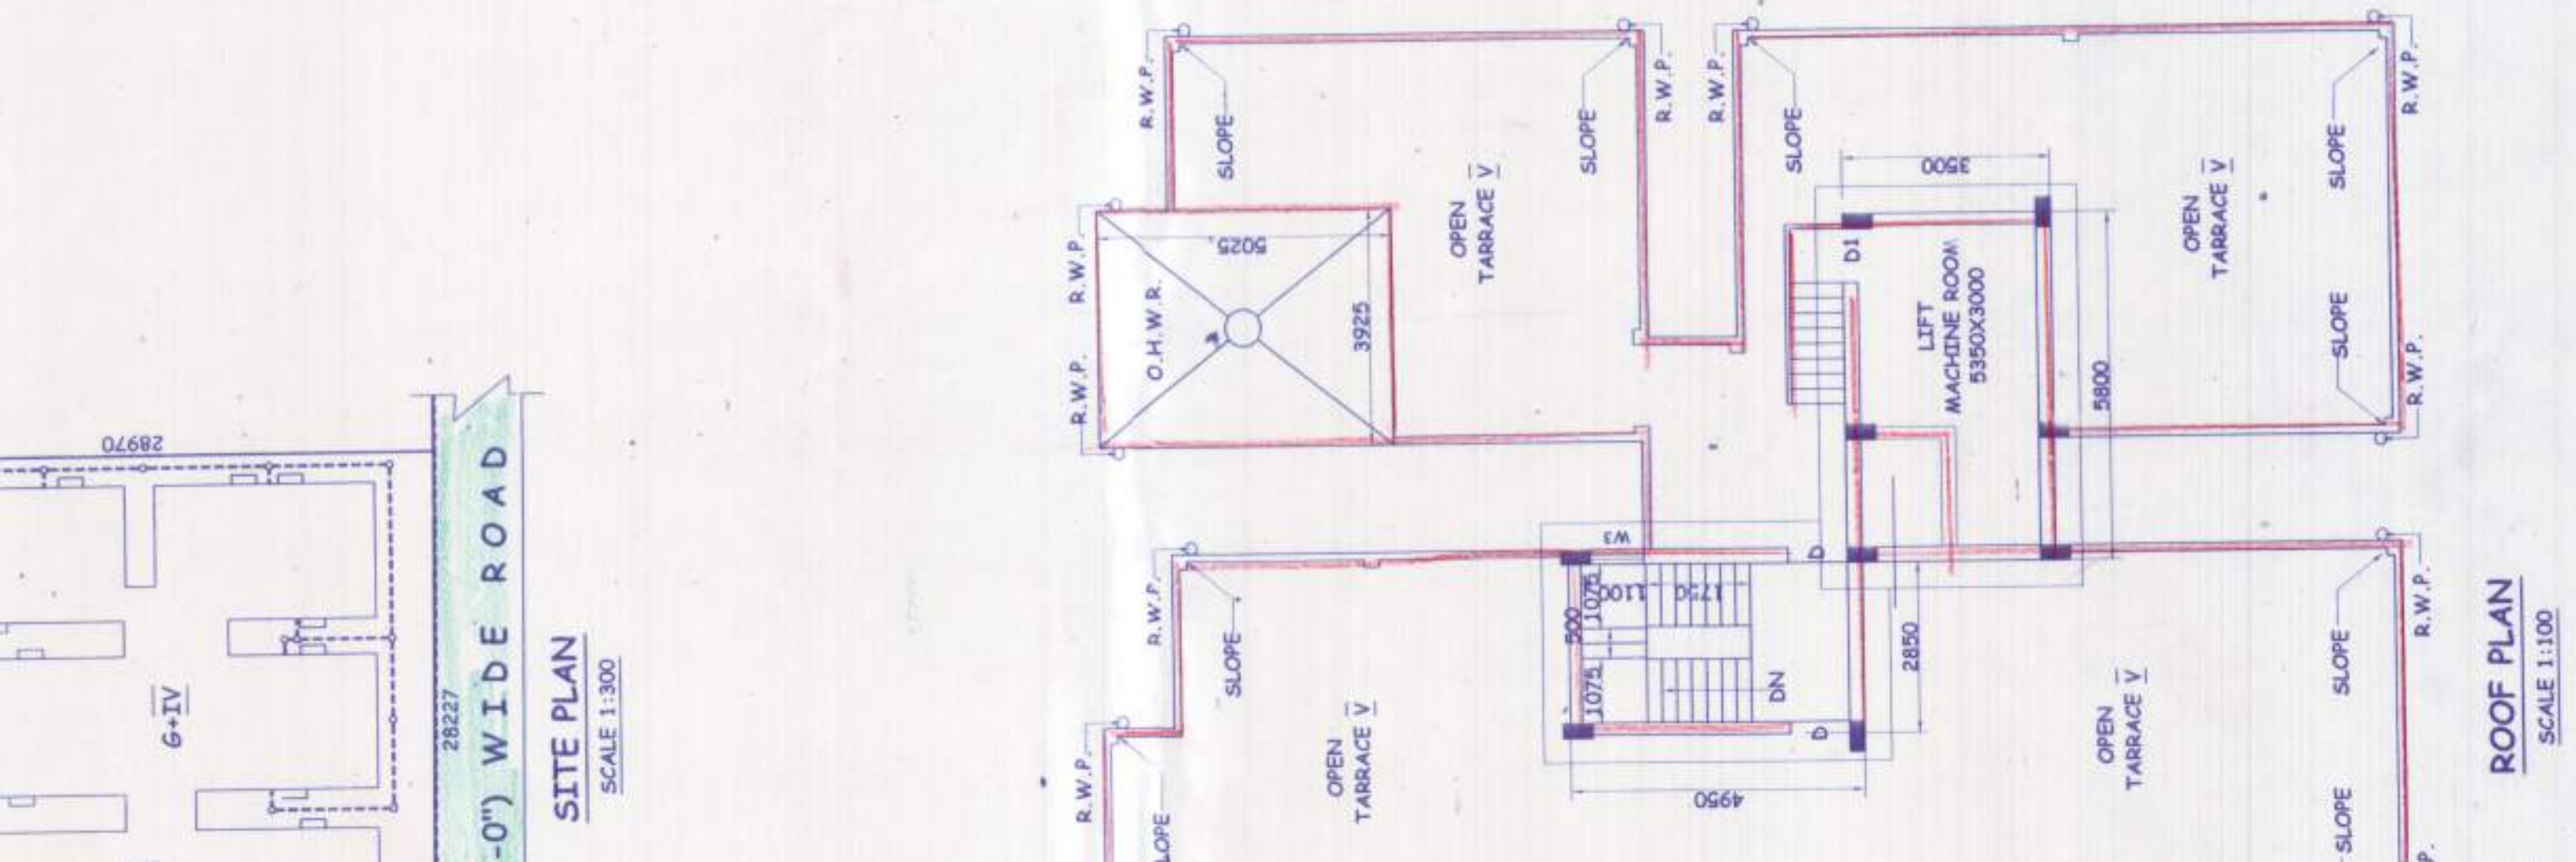 28970
G+IV
28227
-0") WIDE ROAD
SITE PLAN
SCALE 1:300
R.W.P.
SLOPE
R.W.P.
R.W.P.
O.H.W.R.
5025
3925
OPEN
TARRACE V
SLOPE
R.W.P.
R.W.P.
SLOPE
3500
D1
LIFT
MACHINE ROOM
5350X3000
5800
OPEN
TARRACE V
SLOPE
R.W.P.
SLOPE
R.W.P.
R.W.P.
SLOPE
R.W.P.
LOPE
OPEN
TARRACE V
W3
D
500
1075
1100
1750
1075
DN
D
2850
4950
OPEN
TARRACE V
SLOPE
R.W.P.
SLOPE
P.
ROOF PLAN
SCALE 1:100